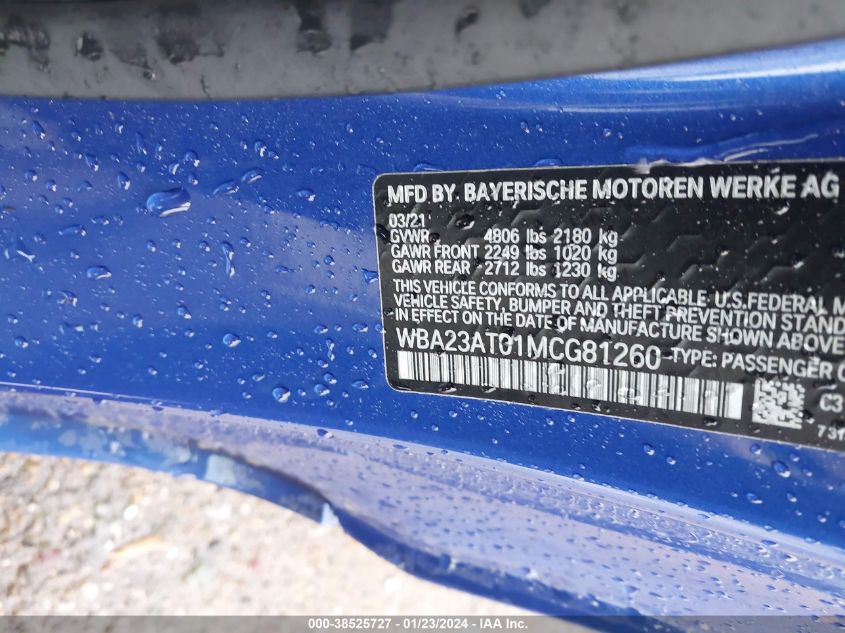 MFD BY BAYERISCHE MOTOREN WERKE AG
03/21
GVWR 4806 lbs 2180 kg
GAWR FRONT 2249 lbs 1020 kg
GAWR REAR 2712 lbs 1230 kg
THIS VEHICLE CONFORMS TO ALL APPLICABLE U.S.FEDERAL M
VEHICLE SAFETY, BUMPER AND THEFT PREVENTION STAND
IN EFFECT ON THE DATE OF MANUFACTURE SHOWN ABOVE
WBA23AT01MCG81260-TYPE: PASSENGER C
C3
731
000-38525727 - 01/23/2024 - IAA Inc.